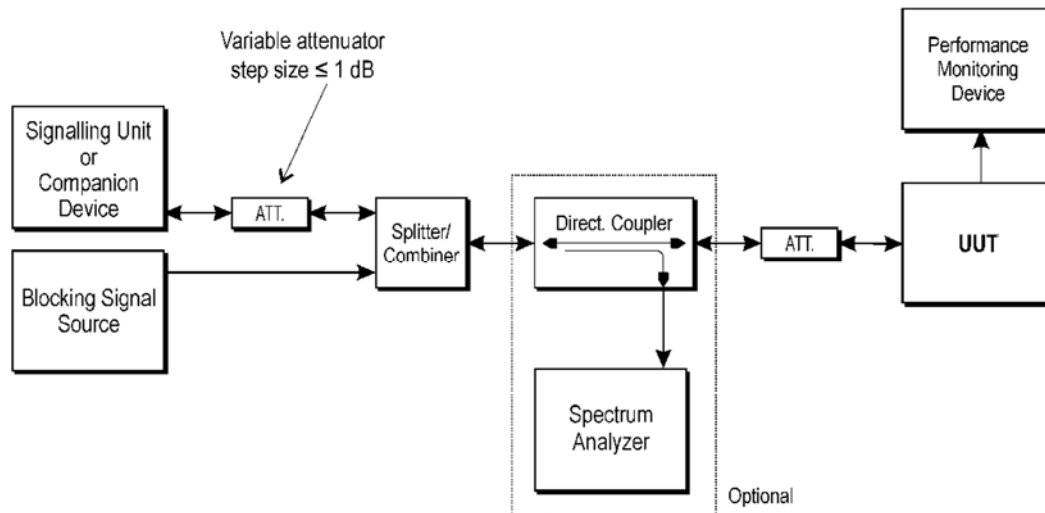 Variable attenuator
step size ≤ 1 dB
Signalling Unit
or
Companion
Device
ATT.
Splitter/
Combiner
Blocking Signal
Source
Direct. Coupler
Spectrum
Analyzer
Optional
ATT.
Performance
Monitoring
Device
UUT